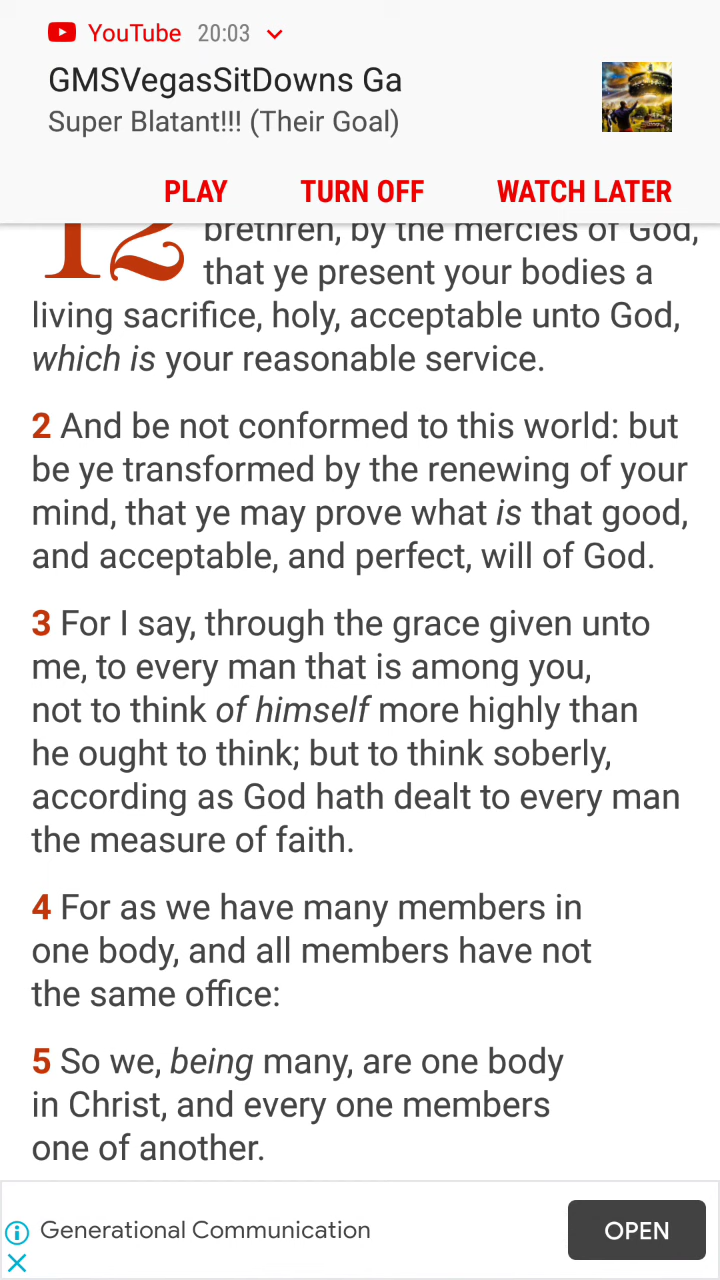 YouTube 20:03
GMSVegasSitDowns Ga
Super Blatant!!! (Their Goal)
PLAY TURN OFF WATCH LATER
12 brethren, by the mercies of God,
that ye present your bodies a
living sacrifice, holy, acceptable unto God,
which is your reasonable service.
2 And be not conformed to this world: but
be ye transformed by the renewing of your
mind, that ye may prove what is that good,
and acceptable, and perfect, will of God.
3 For I say, through the grace given unto
me, to every man that is among you,
not to think of himself more highly than
he ought to think; but to think soberly,
according as God hath dealt to every man
the measure of faith.
4 For as we have many members in
one body, and all members have not
the same office:
5 So we, being many, are one body
in Christ, and every one members
one of another.
Generational Communication
OPEN